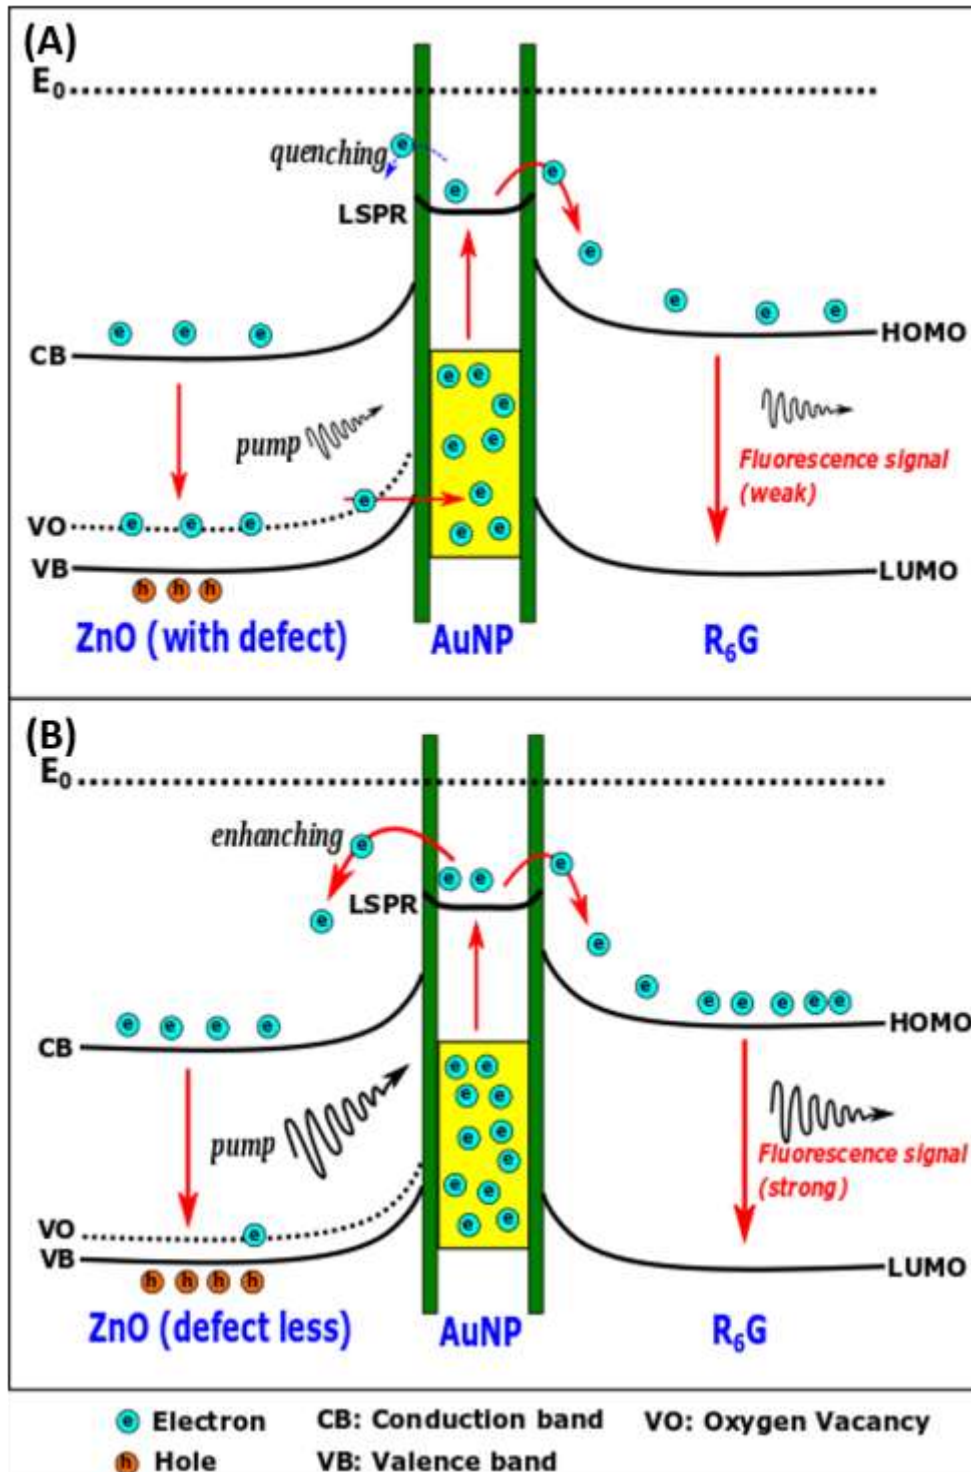 (A)
E₀
quenching
e
e
e
LSPR
e
e
e
e
e
e
e
CB
HOMO
e
e
e
e
e
pump
Fluorescence signal
(weak)
e
e
e
e
e
VO
e
e
e
e
VB
LUMO
h
h
h
ZnO (with defect)
AuNP
R₆G
(B)
E₀
enhanching
e
e
e
e
LSPR
e
e
e
e
e
e
e
e
e
e
e
e
CB
HOMO
e
e
e
e
e
e
e
pump
Fluorescence signal
(strong)
e
e
e
e
VO
VB
LUMO
h
h
h
h
ZnO (defect less)
AuNP
R₆G
e Electron CB: Conduction band VO: Oxygen Vacancy
h Hole VB: Valence band